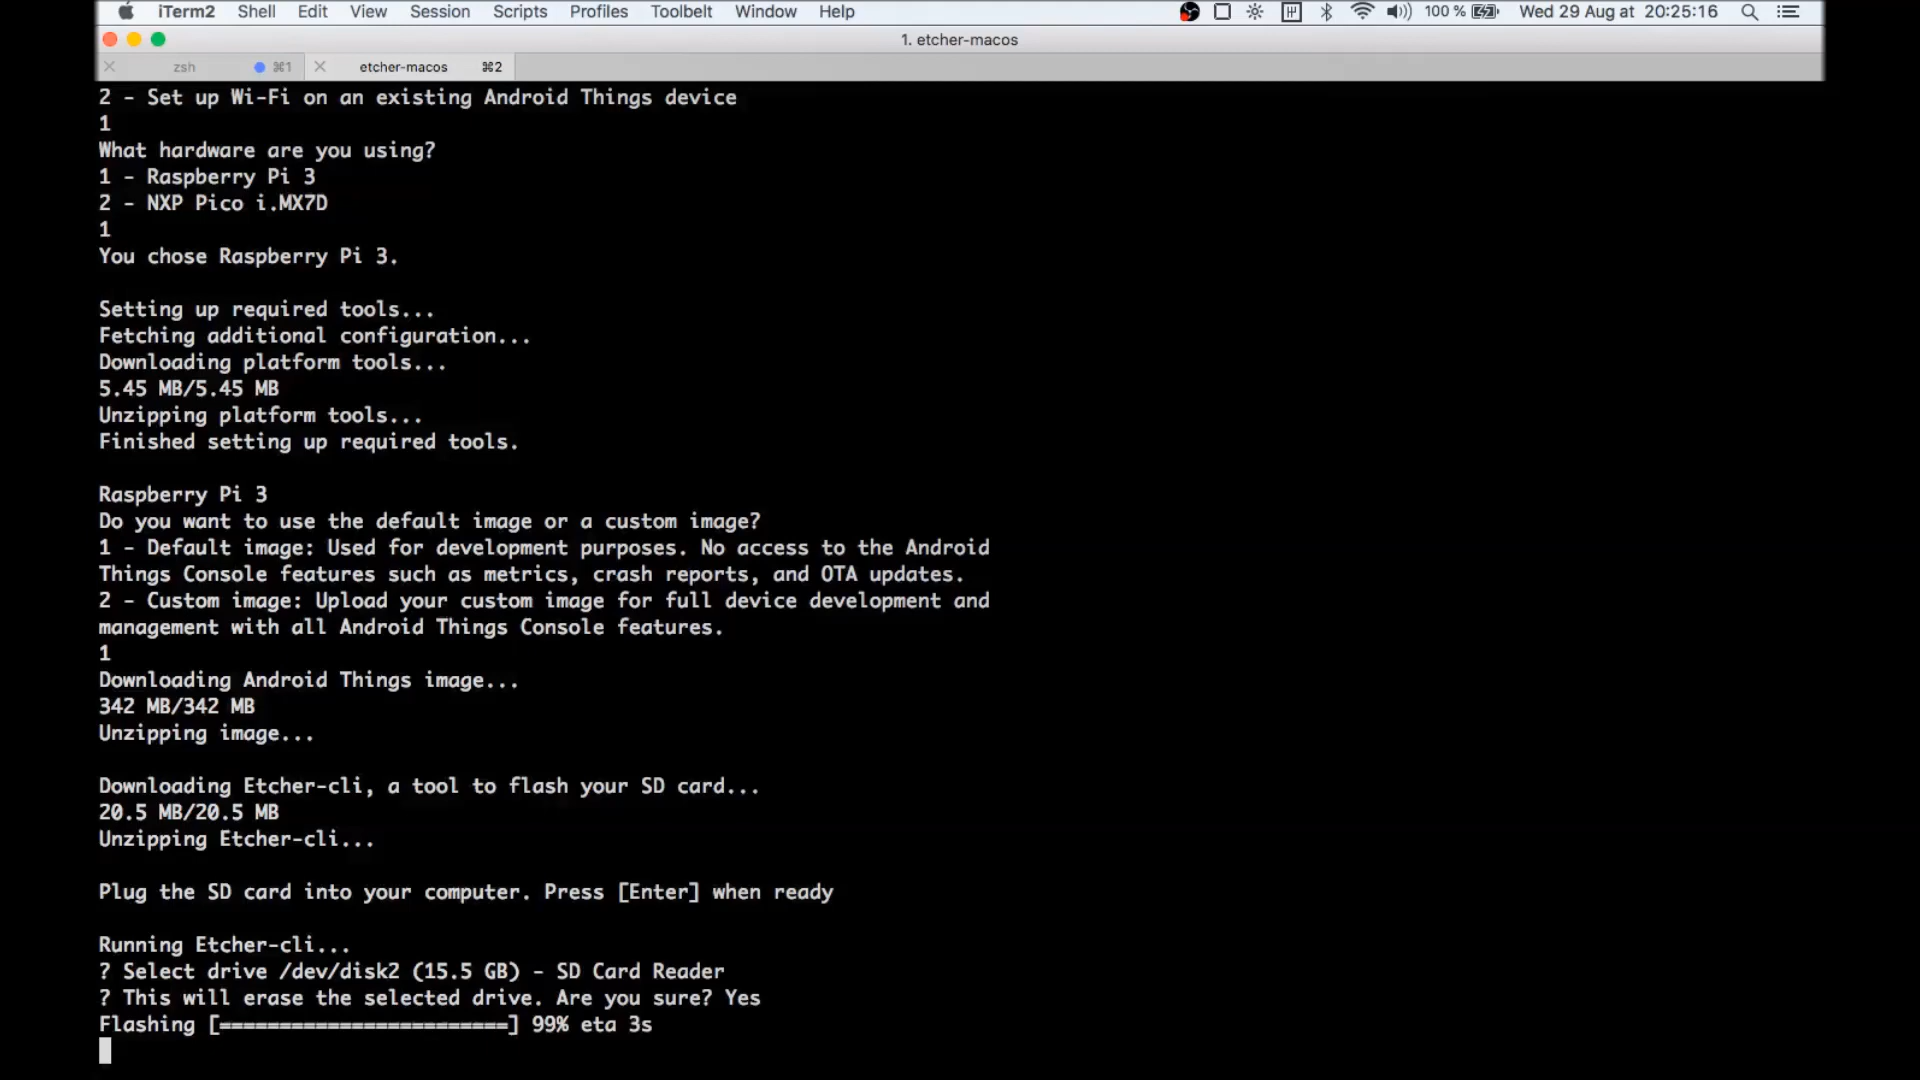 iTerm2 Shell Edit View Session Scripts Profiles Toolbelt Window Help 100 % Wed 29 Aug at 20:25:16
1. etcher-macos
zsh ⌘1 etcher-macos ⌘2
2 - Set up Wi-Fi on an existing Android Things device
1
What hardware are you using?
1 - Raspberry Pi 3
2 - NXP Pico i.MX7D
1
You chose Raspberry Pi 3.
Setting up required tools...
Fetching additional configuration...
Downloading platform tools...
5.45 MB/5.45 MB
Unzipping platform tools...
Finished setting up required tools.
Raspberry Pi 3
Do you want to use the default image or a custom image?
1 - Default image: Used for development purposes. No access to the Android
Things Console features such as metrics, crash reports, and OTA updates.
2 - Custom image: Upload your custom image for full device development and
management with all Android Things Console features.
1
Downloading Android Things image...
342 MB/342 MB
Unzipping image...
Downloading Etcher-cli, a tool to flash your SD card...
20.5 MB/20.5 MB
Unzipping Etcher-cli...
Plug the SD card into your computer. Press [Enter] when ready
Running Etcher-cli...
? Select drive /dev/disk2 (15.5 GB) - SD Card Reader
? This will erase the selected drive. Are you sure? Yes
Flashing [========================] 99% eta 3s